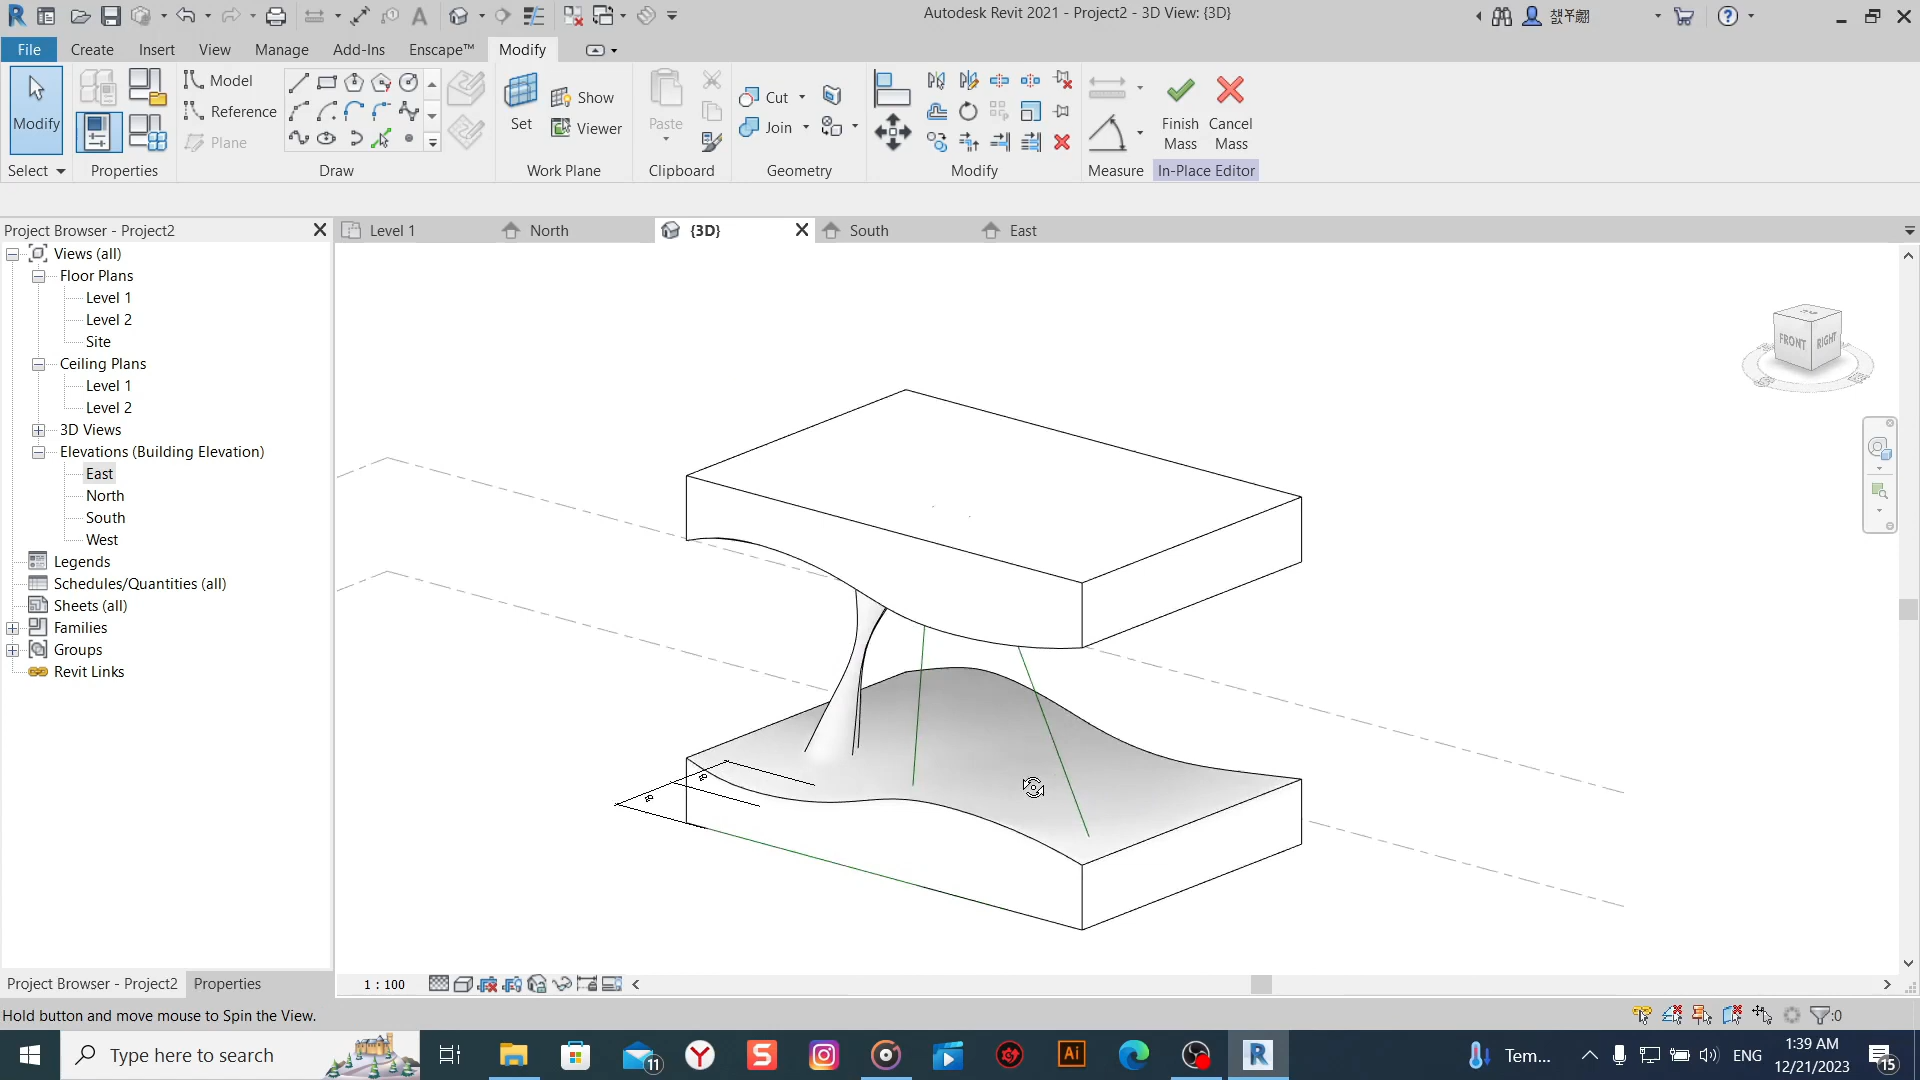 Autodesk Revit 2021 - Project2 - 3D View: {3D}
File Create Insert View Manage Add-Ins Enscape™ Modify
Modify
Select
Properties
Model
Reference
Plane
Draw
Set
Show
Viewer
Work Plane
Paste
Clipboard
Cut
Join
Geometry
Modify
Measure
Finish Mass
Cancel Mass
In-Place Editor
Project Browser - Project2
Level 1
North
{3D}
South
East
Views (all)
Floor Plans
Level 1
Level 2
Site
Ceiling Plans
Level 1
Level 2
3D Views
Elevations (Building Elevation)
East
North
South
West
Legends
Schedules/Quantities (all)
Sheets (all)
Families
Groups
Revit Links
FRONT
RIGHT
Project Browser - Project2
Properties
1 : 100
Hold button and move mouse to Spin the View.
:0
Type here to search
11
Tem...
ENG
1:39 AM
12/21/2023
15